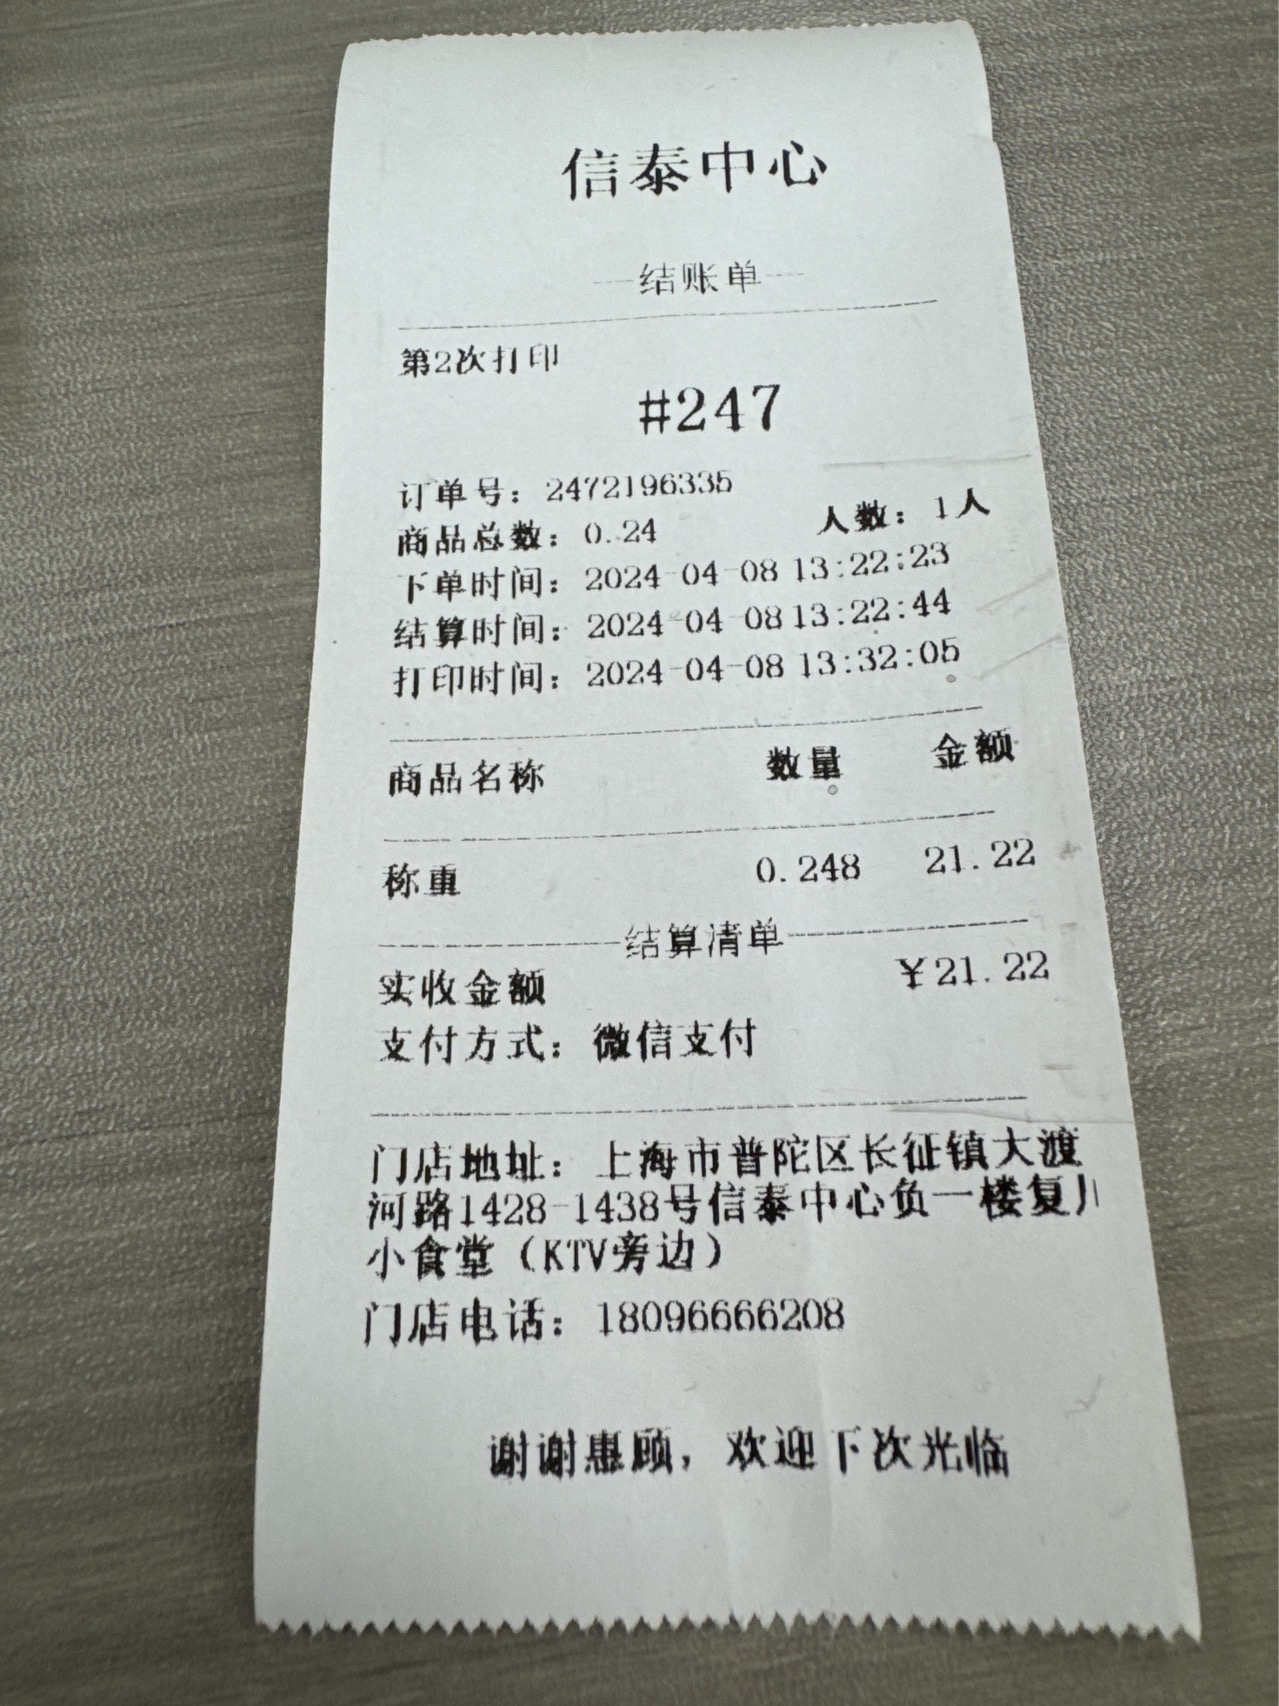 信泰中心
结账单
第2次打印
#247
订单号：2472196335
商品总数：0.24 人数：1人
下单时间：2024-04-08 13:22:23
结算时间：2024-04-08 13:22:44
打印时间：2024-04-08 13:32:05
商品名称 数量 金额
称重 0.248 21.22
结算清单
实收金额 ¥21.22
支付方式：微信支付
门店地址：上海市普陀区长征镇大渡
河路1428-1438号信泰中心负一楼复
小食堂（KTV旁边）
门店电话：18096666208
谢谢惠顾，欢迎下次光临